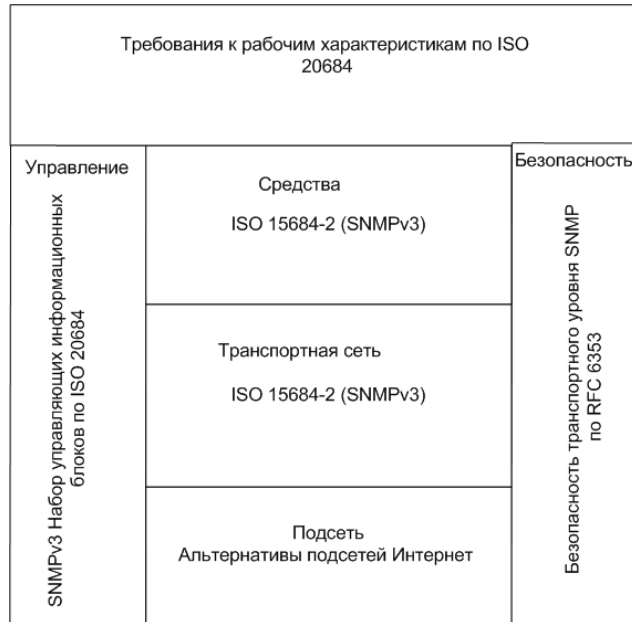 Требования к рабочим характеристикам по ISO
20684
Управление
SNMPv3 Набор управляющих информационных
блоков по ISO 20684
Средства
ISO 15684-2 (SNMPv3)
Транспортная сеть
ISO 15684-2 (SNMPv3)
Подсеть
Альтернативы подсетей Интернет
Безопасность
Безопасность транспортного уровня SNMP
по RFC 6353